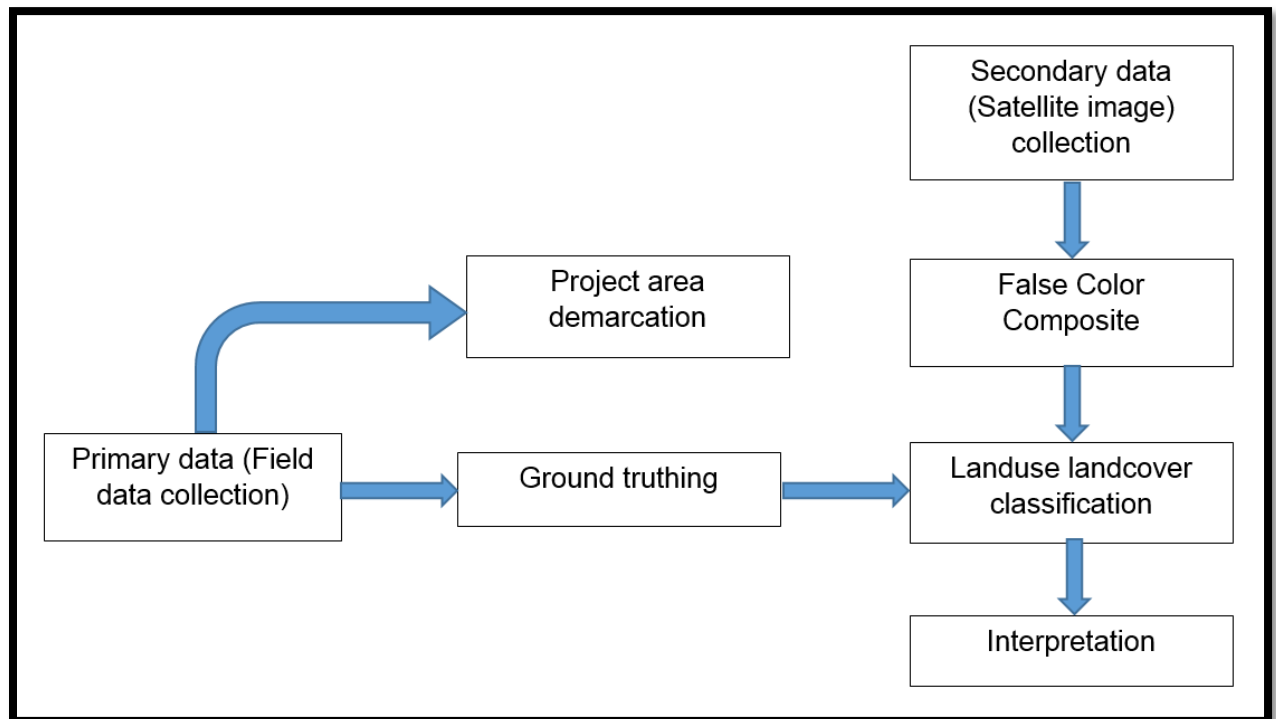 Secondary data
(Satellite image)
collection
Project area
demarcation
False Color
Composite
Primary data (Field
data collection)
Ground truthing
Landuse landcover
classification
Interpretation